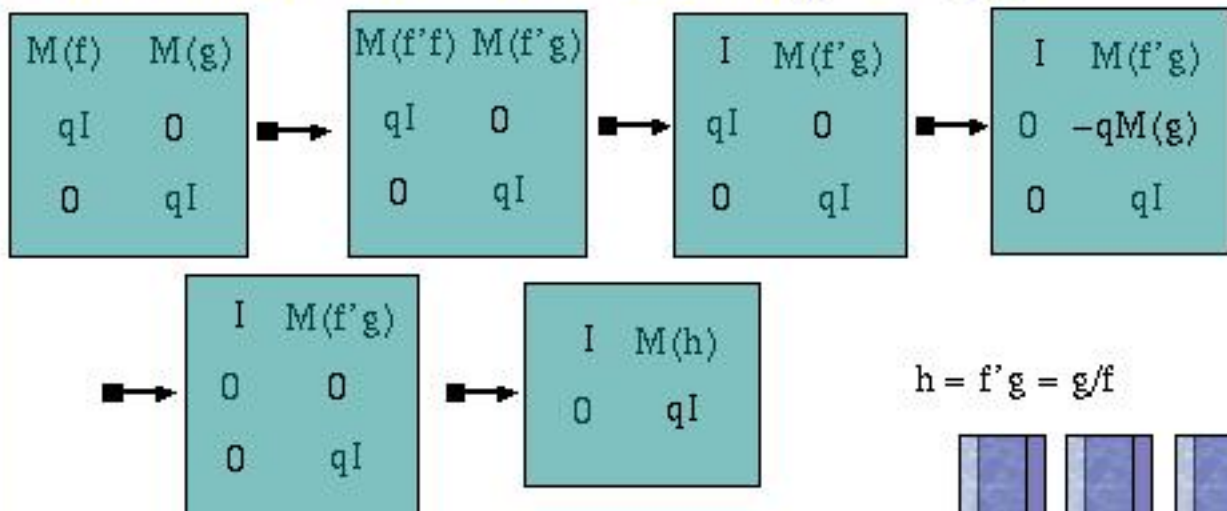 M(f) M(g)
qI 0
0 qI
M(f'f) M(f'g)
qI 0
0 qI
I M(f'g)
qI 0
0 qI
I M(f'g)
0 -qM(g)
0 qI
I M(f'g)
0 0
0 qI
I M(h)
0 qI
h = f'g = g/f